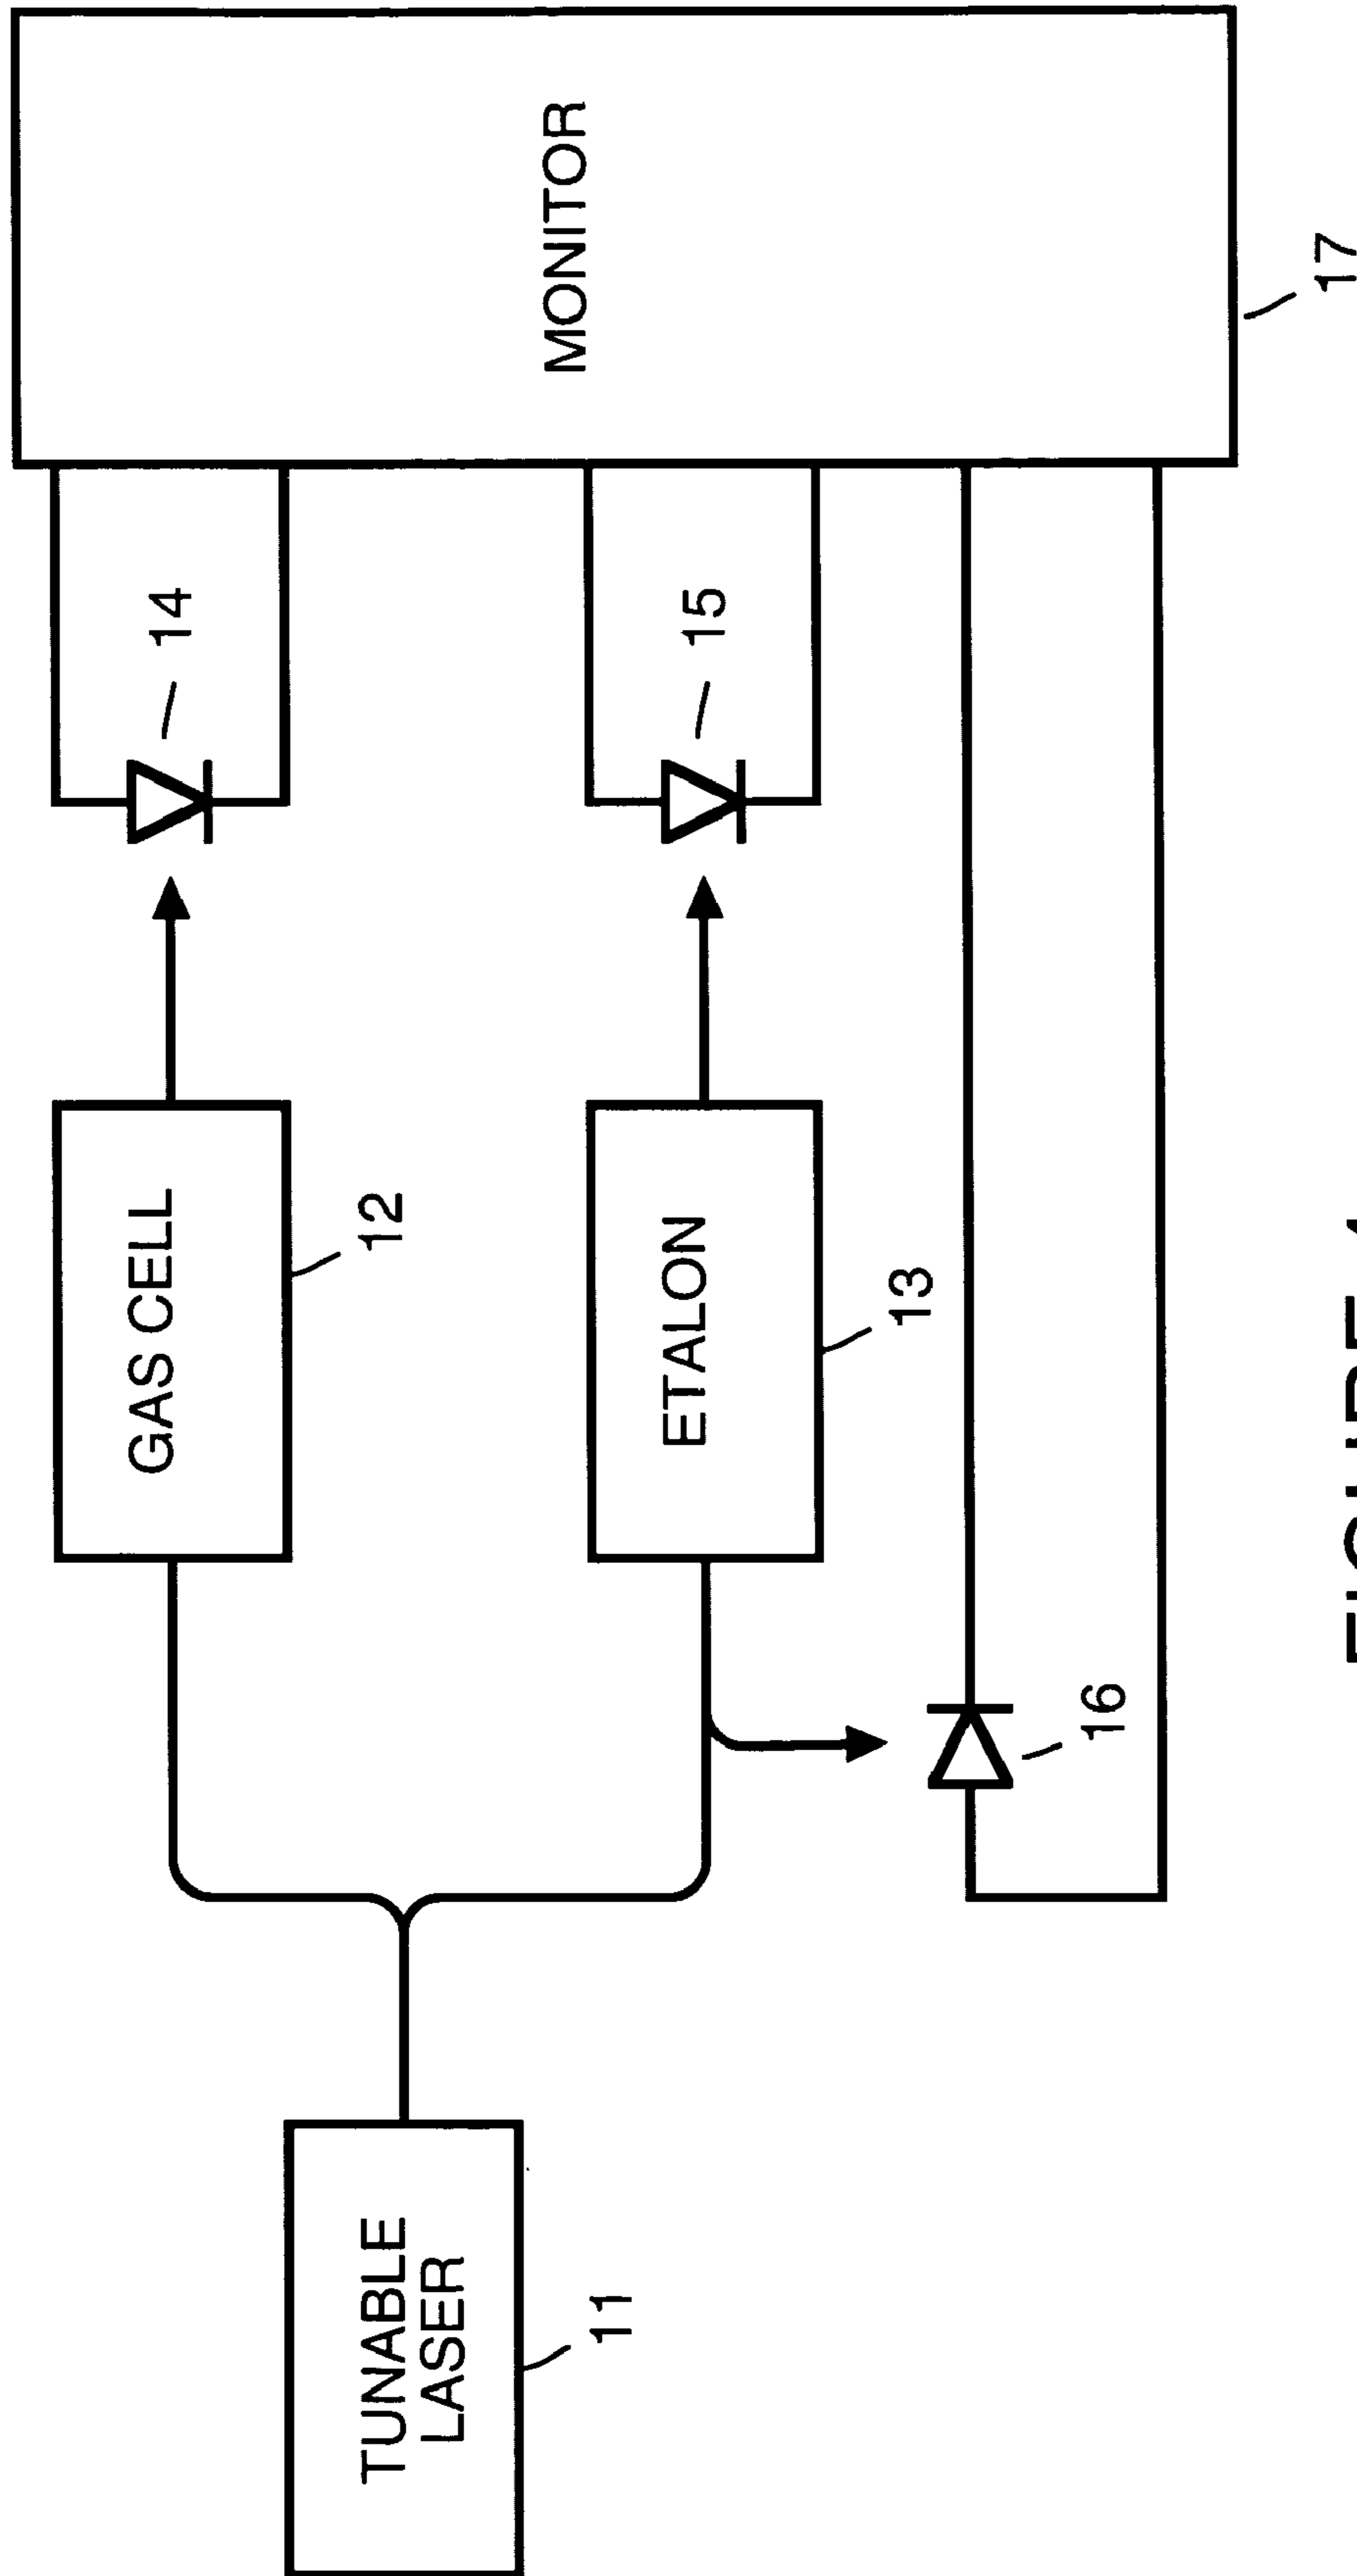 TUNABLE
LASER
11
GAS CELL
12
ETALON
13
14
15
16
MONITOR
17